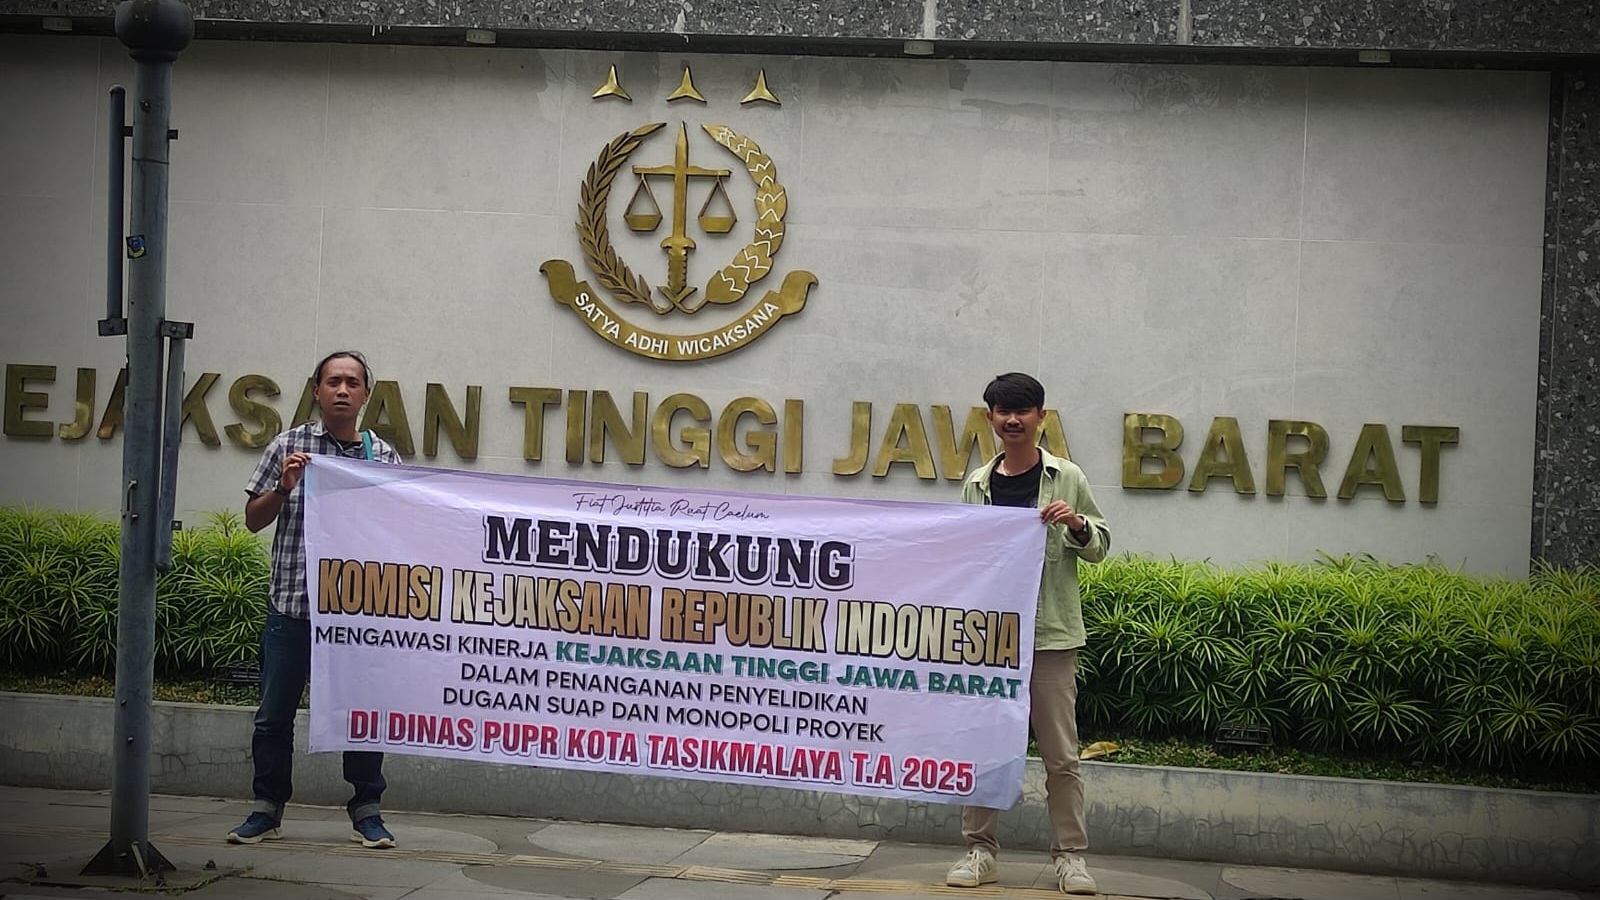 SATYA ADHI WICAKSANA
EJAKSAAN TINGGI JAWA BARAT
Fiat Justitia Ruat Caelum
MENDUKUNG
KOMISI KEJAKSAAN REPUBLIK INDONESIA
MENGAWASI KINERJA KEJAKSAAN TINGGI JAWA BARAT
DALAM PENANGANAN PENYELIDIKAN
DUGAAN SUAP DAN MONOPOLI PROYEK
DI DINAS PUPR KOTA TASIKMALAYA T.A 2025